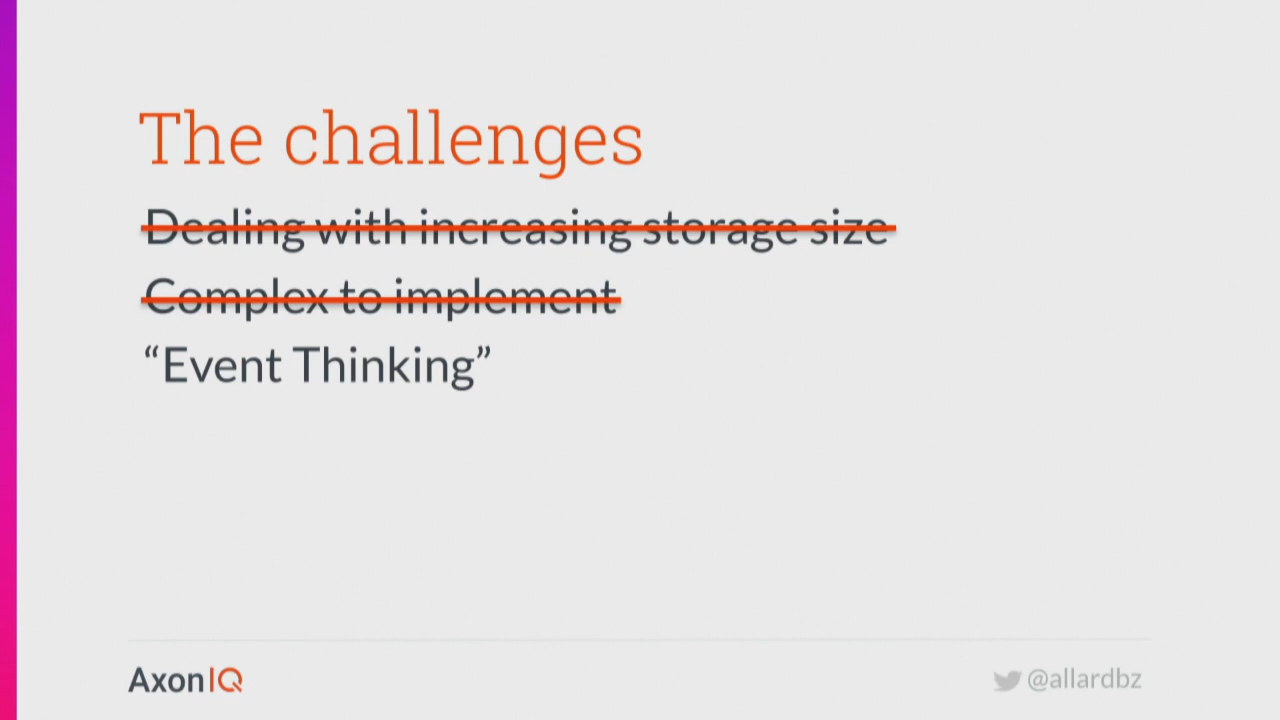 The challenges
Dealing with increasing storage size
Complex to implement
“Event Thinking”
AxonIQ
@allardbz